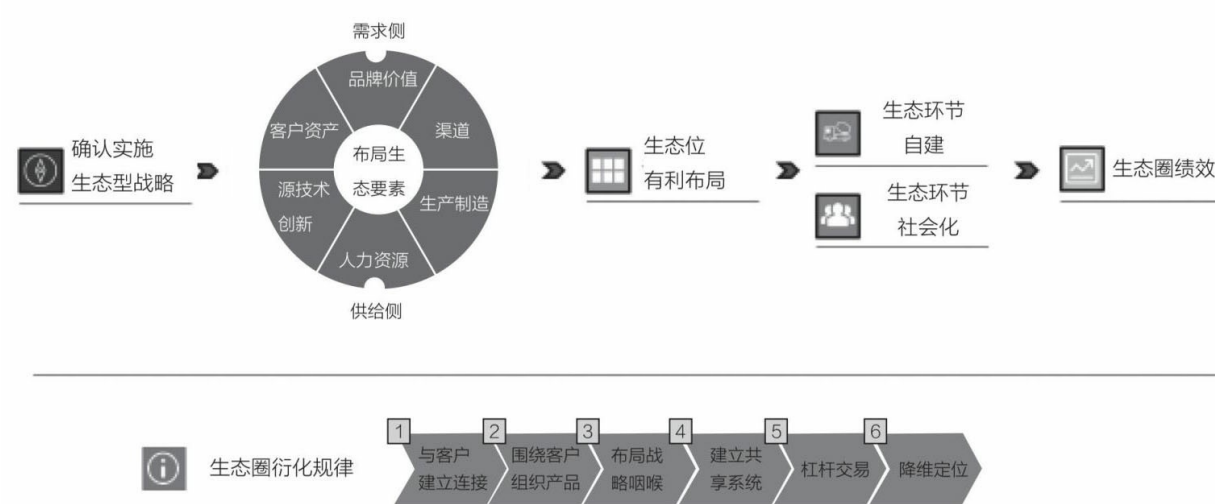 确认实施
生态型战略
需求侧
品牌价值
客户资产
渠道
布局生
态要素
源技术
创新
生产制造
人力资源
供给侧
生态位
有利布局
生态环节
自建
生态环节
社会化
生态圈绩效
生态圈衍化规律
1
与客户
建立连接
2
围绕客户
组织产品
3
布局战
略咽喉
4
建立共
享系统
5
杠杆交易
6
降维定位